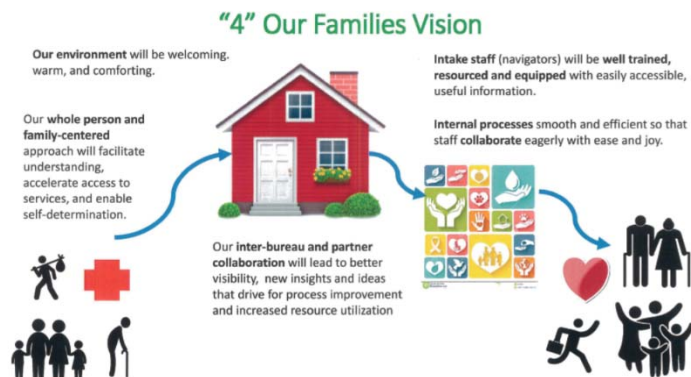 “4” Our Families Vision
Our environment will be welcoming.
warm, and comforting.
Our whole person and
family-centered
approach will facilitate
understanding,
accelerate access to
services, and enable
self-determination.
Our inter-bureau and partner
collaboration will lead to better
visibility, new insights and ideas
that drive for process improvement
and increased resource utilization
Intake staff (navigators) will be well trained,
resourced and equipped with easily accessible,
useful information.
Internal processes smooth and efficient so that
staff collaborate eagerly with ease and joy.